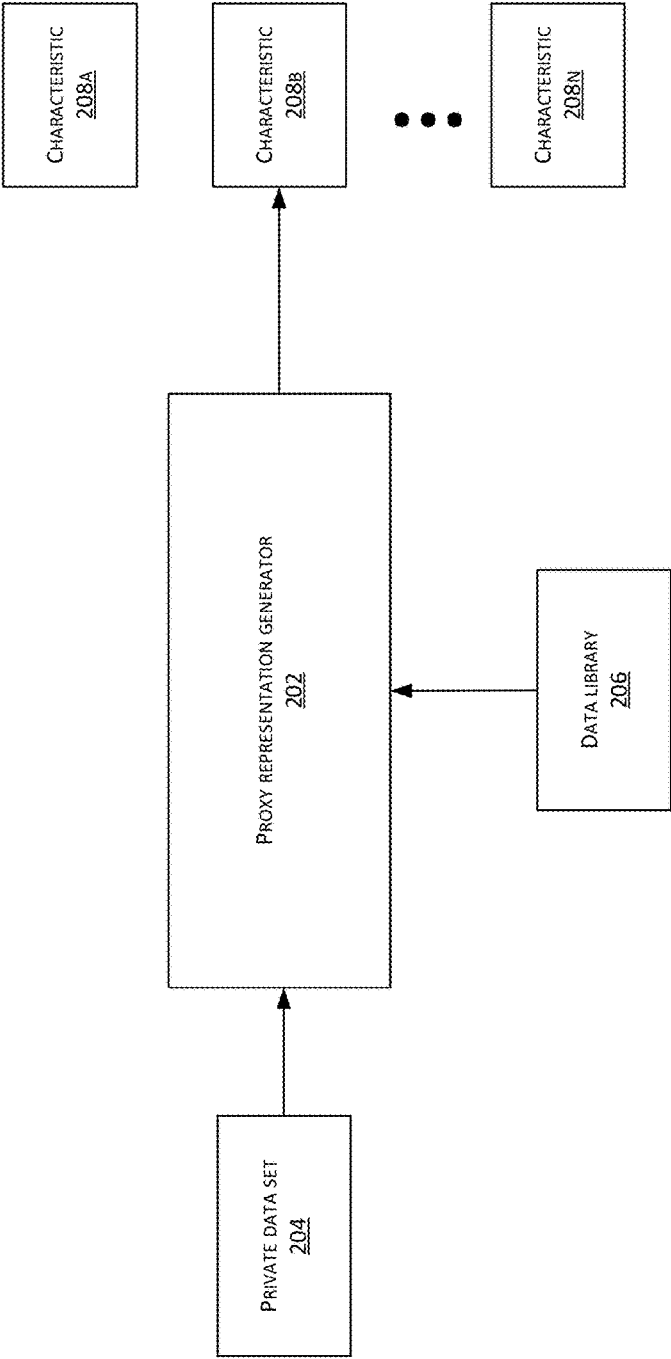 PRIVATE DATA SET
204
PROXY REPRESENTATION GENERATOR
202
DATA LIBRARY
206
CHARACTERISTIC
208A
CHARACTERISTIC
208B
CHARACTERISTIC
208N